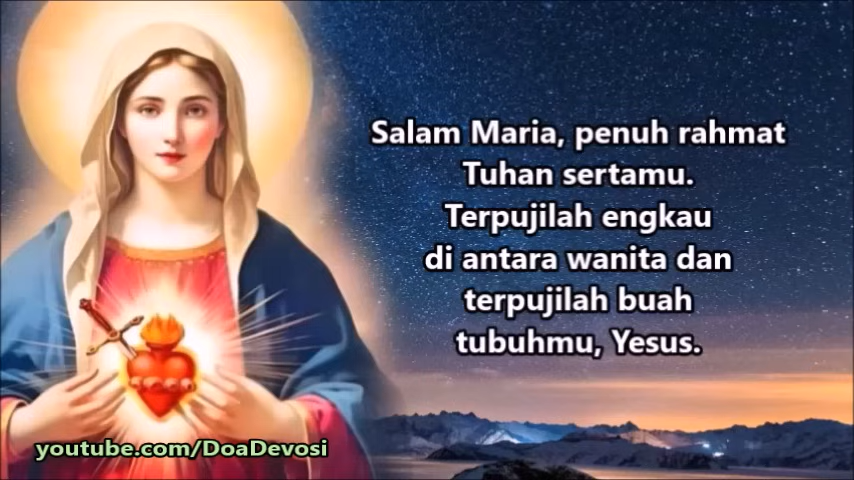 Salam Maria, penuh rahmat
Tuhan sertamu.
Terpujilah engkau
di antara wanita dan
terpujilah buah
tubuhmu, Yesus.
youtube.com/DoaDevosi